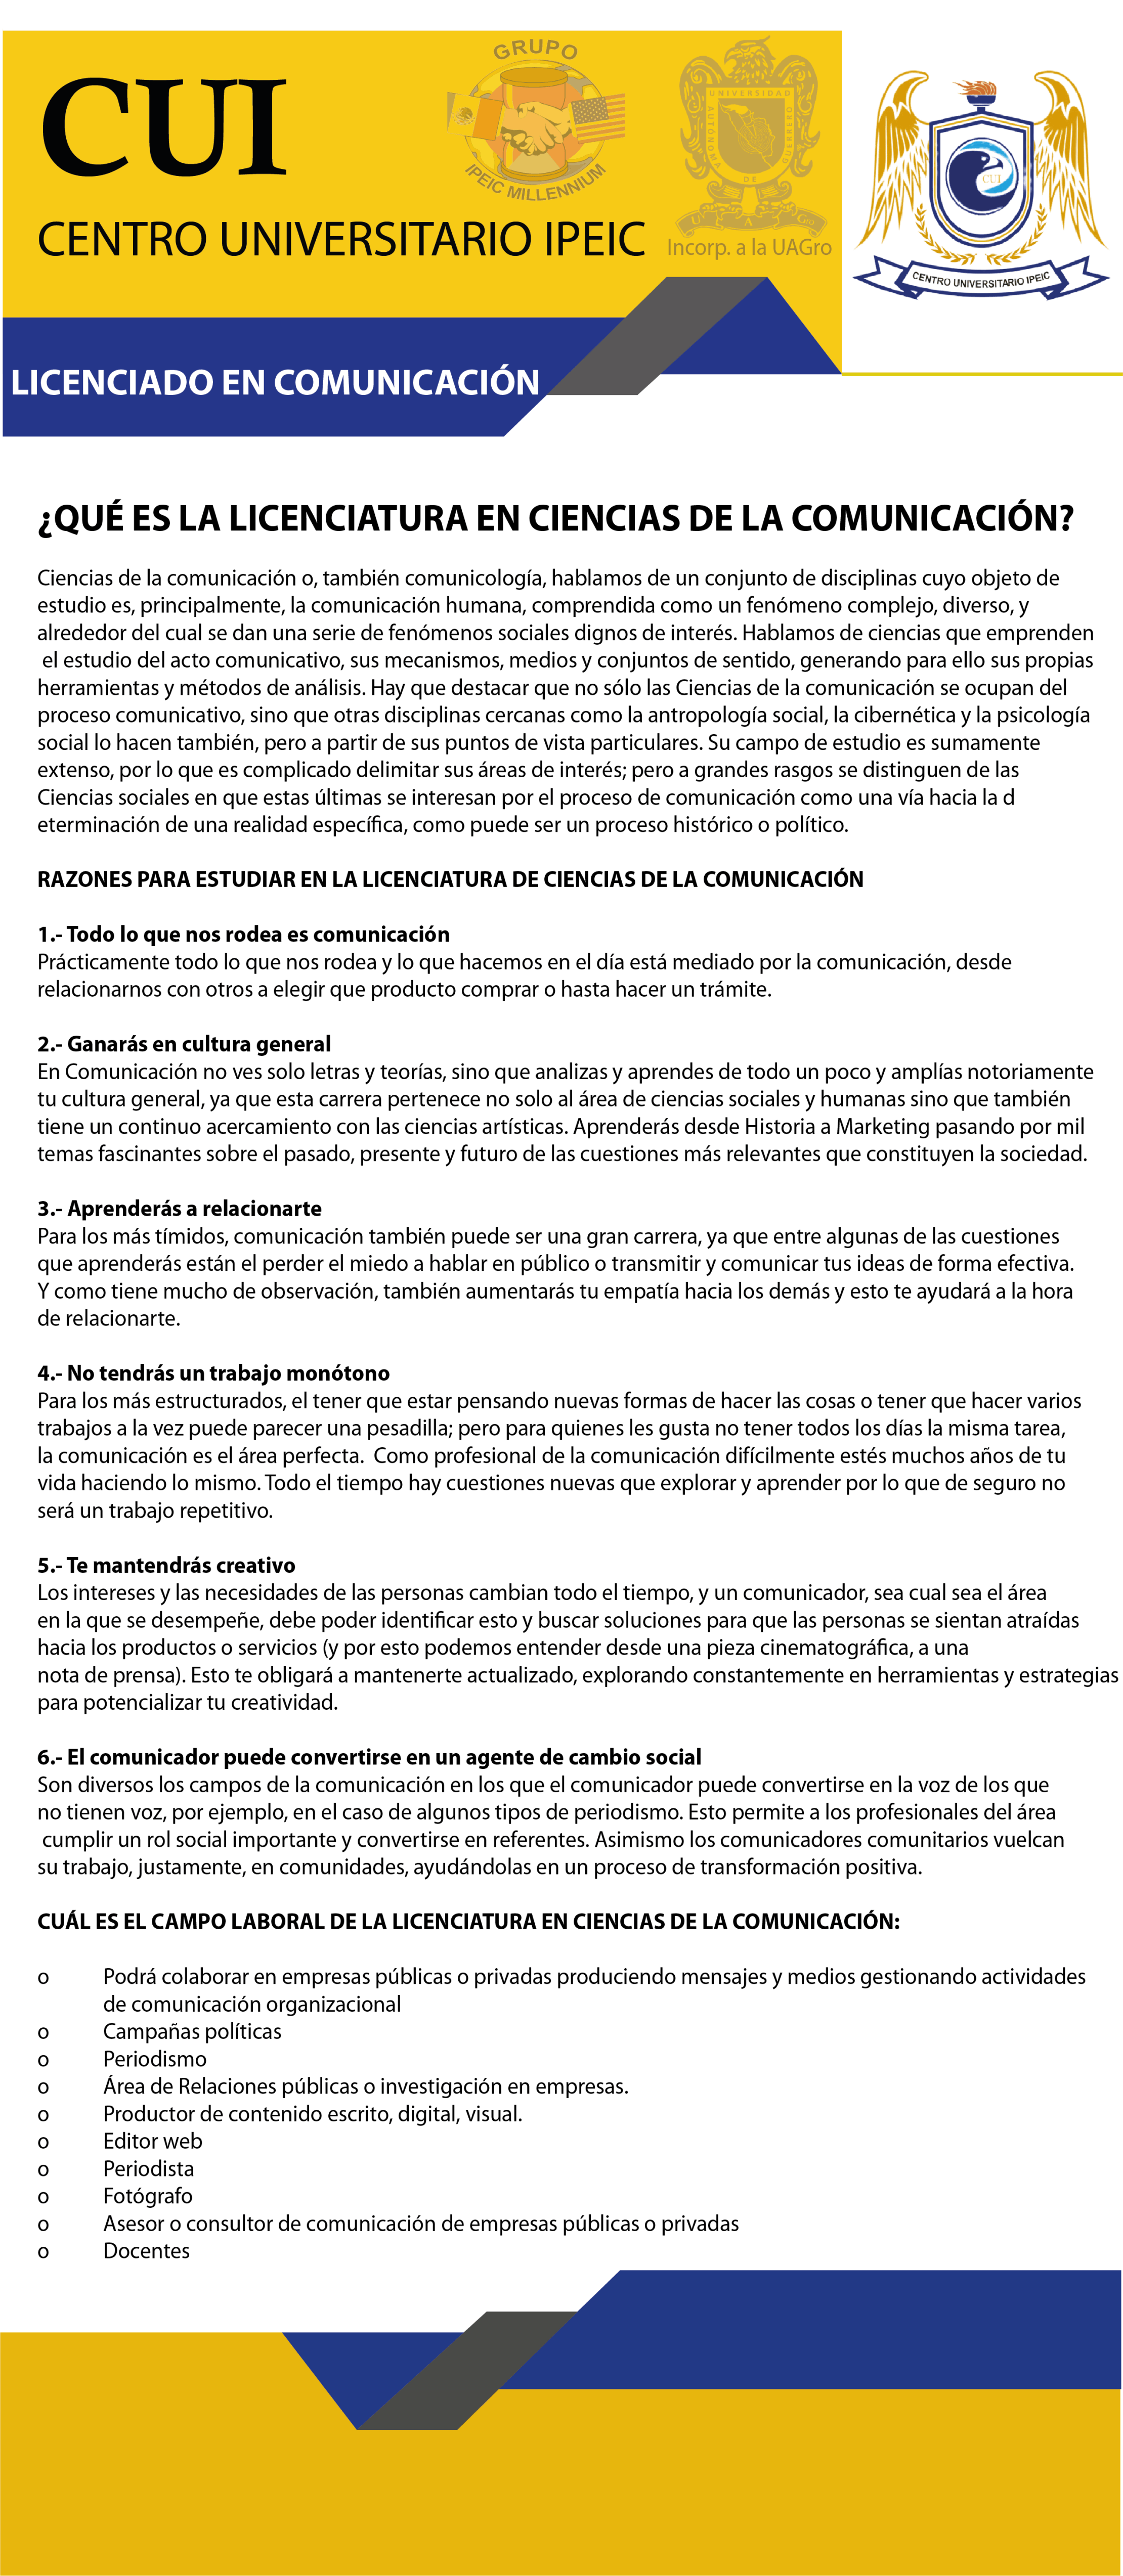 CUI
GRUPO
IPEIC MILLENNIUM
UNIVERSIDAD
AUTÓNOMA
DE
GUERRERO
Incorp. a la UAGro
CUI
CENTRO UNIVERSITARIO IPEIC
CENTRO UNIVERSITARIO IPEIC
LICENCIADO EN COMUNICACIÓN
¿QUÉ ES LA LICENCIATURA EN CIENCIAS DE LA COMUNICACIÓN?
Ciencias de la comunicación o, también comunicología, hablamos de un conjunto de disciplinas cuyo objeto de
estudio es, principalmente, la comunicación humana, comprendida como un fenómeno complejo, diverso, y
alrededor del cual se dan una serie de fenómenos sociales dignos de interés. Hablamos de ciencias que emprenden
el estudio del acto comunicativo, sus mecanismos, medios y conjuntos de sentido, generando para ello sus propias
herramientas y métodos de análisis. Hay que destacar que no sólo las Ciencias de la comunicación se ocupan del
proceso comunicativo, sino que otras disciplinas cercanas como la antropología social, la cibernética y la psicología
social lo hacen también, pero a partir de sus puntos de vista particulares. Su campo de estudio es sumamente
extenso, por lo que es complicado delimitar sus áreas de interés; pero a grandes rasgos se distinguen de las
Ciencias sociales en que estas últimas se interesan por el proceso de comunicación como una vía hacia la d
eterminación de una realidad específica, como puede ser un proceso histórico o político.
RAZONES PARA ESTUDIAR EN LA LICENCIATURA DE CIENCIAS DE LA COMUNICACIÓN
1.- Todo lo que nos rodea es comunicación
Prácticamente todo lo que nos rodea y lo que hacemos en el día está mediado por la comunicación, desde
relacionarnos con otros a elegir que producto comprar o hasta hacer un trámite.
2.- Ganarás en cultura general
En Comunicación no ves solo letras y teorías, sino que analizas y aprendes de todo un poco y amplías notoriamente
tu cultura general, ya que esta carrera pertenece no solo al área de ciencias sociales y humanas sino que también
tiene un continuo acercamiento con las ciencias artísticas. Aprenderás desde Historia a Marketing pasando por mil
temas fascinantes sobre el pasado, presente y futuro de las cuestiones más relevantes que constituyen la sociedad.
3.- Aprenderás a relacionarte
Para los más tímidos, comunicación también puede ser una gran carrera, ya que entre algunas de las cuestiones
que aprenderás están el perder el miedo a hablar en público o transmitir y comunicar tus ideas de forma efectiva.
Y como tiene mucho de observación, también aumentarás tu empatía hacia los demás y esto te ayudará a la hora
de relacionarte.
4.- No tendrás un trabajo monótono
Para los más estructurados, el tener que estar pensando nuevas formas de hacer las cosas o tener que hacer varios
trabajos a la vez puede parecer una pesadilla; pero para quienes les gusta no tener todos los días la misma tarea,
la comunicación es el área perfecta.  Como profesional de la comunicación difícilmente estés muchos años de tu
vida haciendo lo mismo. Todo el tiempo hay cuestiones nuevas que explorar y aprender por lo que de seguro no
será un trabajo repetitivo.
5.- Te mantendrás creativo
Los intereses y las necesidades de las personas cambian todo el tiempo, y un comunicador, sea cual sea el área
en la que se desempeñe, debe poder identificar esto y buscar soluciones para que las personas se sientan atraídas
hacia los productos o servicios (y por esto podemos entender desde una pieza cinematográfica, a una
nota de prensa). Esto te obligará a mantenerte actualizado, explorando constantemente en herramientas y estrategias
para potencializar tu creatividad.
6.- El comunicador puede convertirse en un agente de cambio social
Son diversos los campos de la comunicación en los que el comunicador puede convertirse en la voz de los que
no tienen voz, por ejemplo, en el caso de algunos tipos de periodismo. Esto permite a los profesionales del área
cumplir un rol social importante y convertirse en referentes. Asimismo los comunicadores comunitarios vuelcan
su trabajo, justamente, en comunidades, ayudándolas en un proceso de transformación positiva.
CUÁL ES EL CAMPO LABORAL DE LA LICENCIATURA EN CIENCIAS DE LA COMUNICACIÓN:
o Podrá colaborar en empresas públicas o privadas produciendo mensajes y medios gestionando actividades
de comunicación organizacional
o Campañas políticas
o Periodismo
o Área de Relaciones públicas o investigación en empresas.
o Productor de contenido escrito, digital, visual.
o Editor web
o Periodista
o Fotógrafo
o Asesor o consultor de comunicación de empresas públicas o privadas
o Docentes